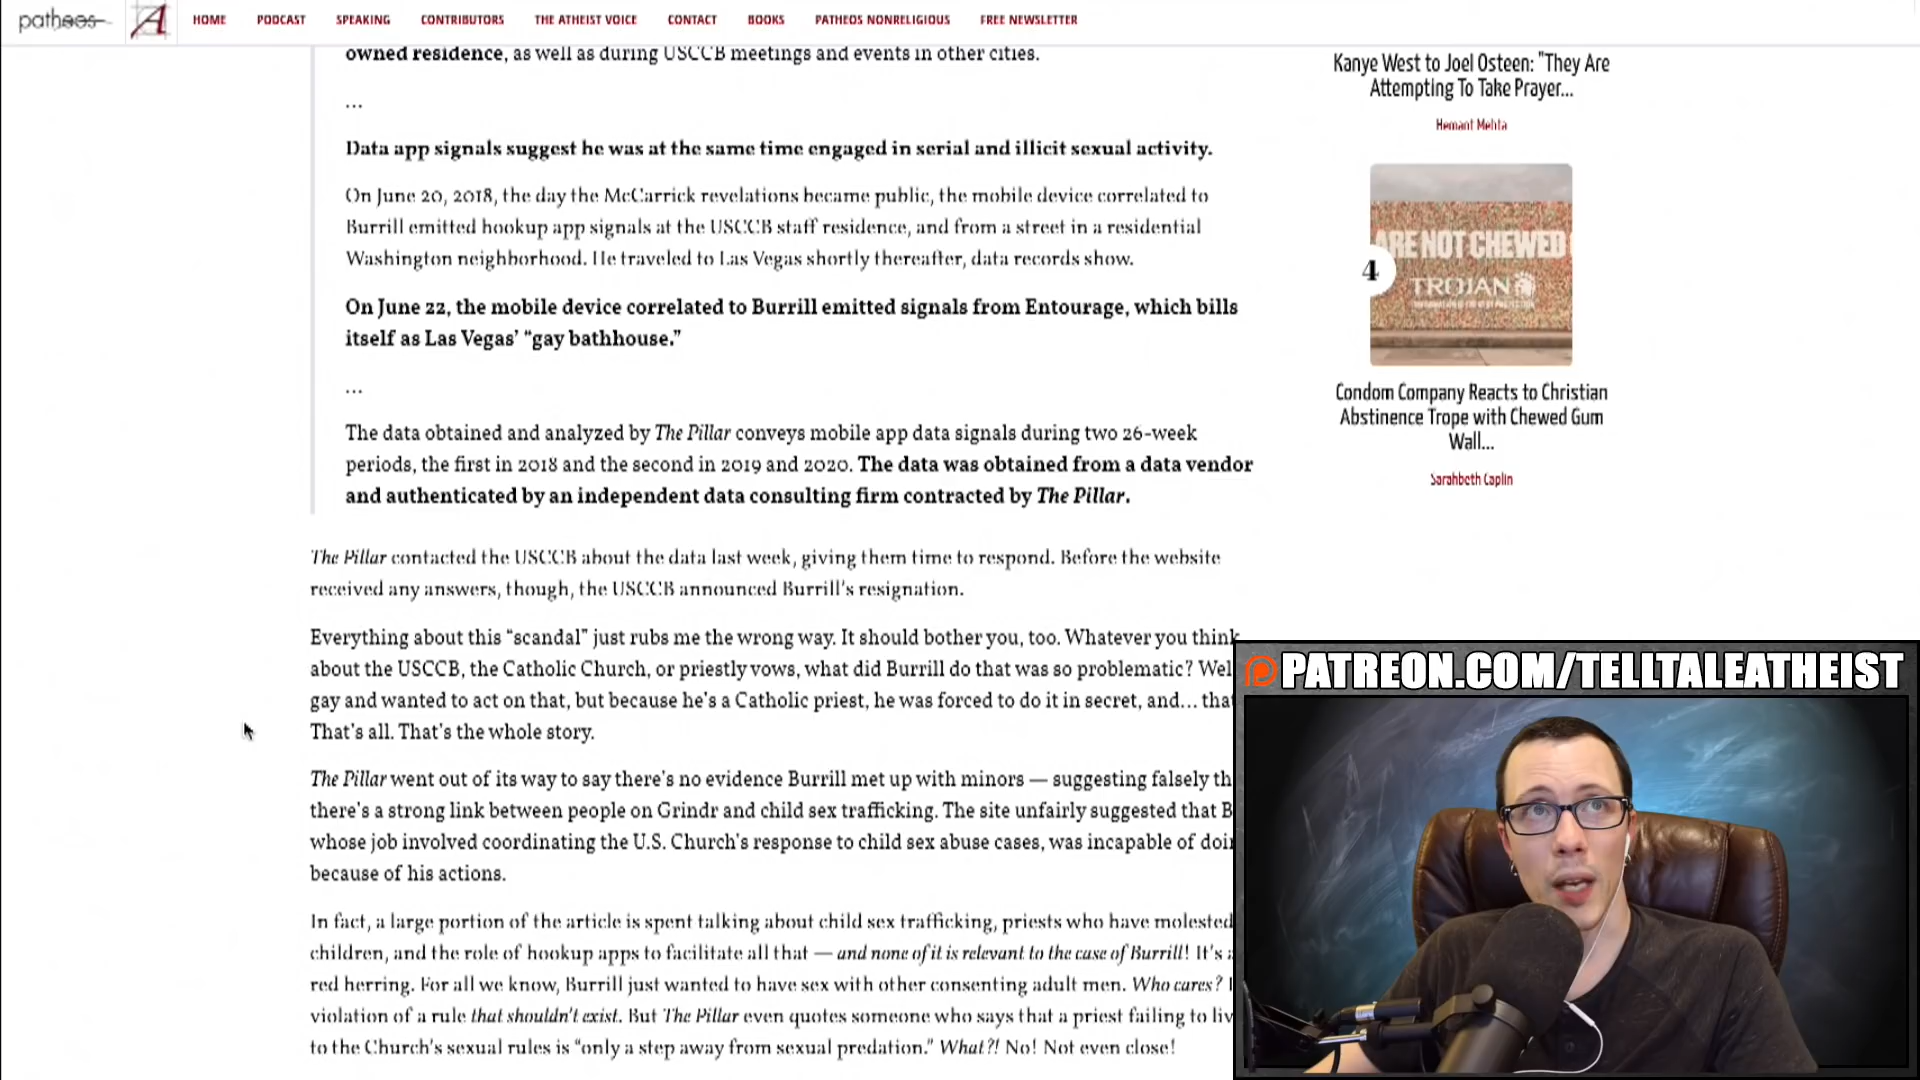 patheos
A
HOME
PODCAST
SPEAKING
CONTRIBUTORS
THE ATHEIST VOICE
CONTACT
BOOKS
PATHEOS NONRELIGIOUS
FREE NEWSLETTER
owned residence, as well as during USCCB meetings and events in other cities.
...
Data app signals suggest he was at the same time engaged in serial and illicit sexual activity.
On June 20, 2018, the day the McCarrick revelations became public, the mobile device correlated to
Burrill emitted hookup app signals at the USCCB staff residence, and from a street in a residential
Washington neighborhood. He traveled to Las Vegas shortly thereafter, data records show.
On June 22, the mobile device correlated to Burrill emitted signals from Entourage, which bills
itself as Las Vegas’ “gay bathhouse.”
...
The data obtained and analyzed by The Pillar conveys mobile app data signals during two 26-week
periods, the first in 2018 and the second in 2019 and 2020. The data was obtained from a data vendor
and authenticated by an independent data consulting firm contracted by The Pillar.
The Pillar contacted the USCCB about the data last week, giving them time to respond. Before the website
received any answers, though, the USCCB announced Burrill’s resignation.
Everything about this “scandal” just rubs me the wrong way. It should bother you, too. Whatever you think
about the USCCB, the Catholic Church, or priestly vows, what did Burrill do that was so problematic? Wel
gay and wanted to act on that, but because he’s a Catholic priest, he was forced to do it in secret, and… that
That’s all. That’s the whole story.
The Pillar went out of its way to say there’s no evidence Burrill met up with minors — suggesting falsely th
there’s a strong link between people on Grindr and child sex trafficking. The site unfairly suggested that B
whose job involved coordinating the U.S. Church’s response to child sex abuse cases, was incapable of doi
because of his actions.
In fact, a large portion of the article is spent talking about child sex trafficking, priests who have molested
children, and the role of hookup apps to facilitate all that — and none of it is relevant to the case of Burrill! It’s
red herring. For all we know, Burrill just wanted to have sex with other consenting adult men. Who cares?
violation of a rule that shouldn’t exist. But The Pillar even quotes someone who says that a priest failing to liv
to the Church’s sexual rules is “only a step away from sexual predation.” What?! No! Not even close!
Kanye West to Joel Osteen: "They Are
Attempting To Take Prayer...
Hemant Mehta
ARE NOT CHEWED
TROJAN
4
Condom Company Reacts to Christian
Abstinence Trope with Chewed Gum
Wall...
Sarahbeth Caplin
PATREON.COM/TELLTALEATHEIST